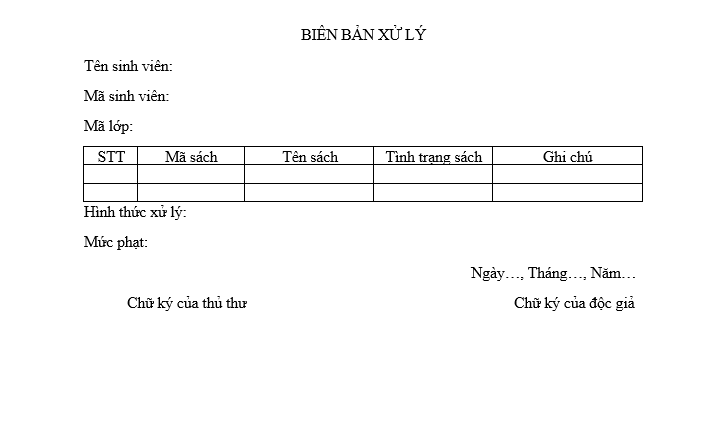 BIÊN BẢN XỬ LÝ
Tên sinh viên:
Mã sinh viên:
Mã lớp:
STT Mã sách Tên sách Tình trạng sách Ghi chú
Hình thức xử lý:
Mức phạt:
Ngày…, Tháng…, Năm…
Chữ ký của thủ thư Chữ ký của độc giả